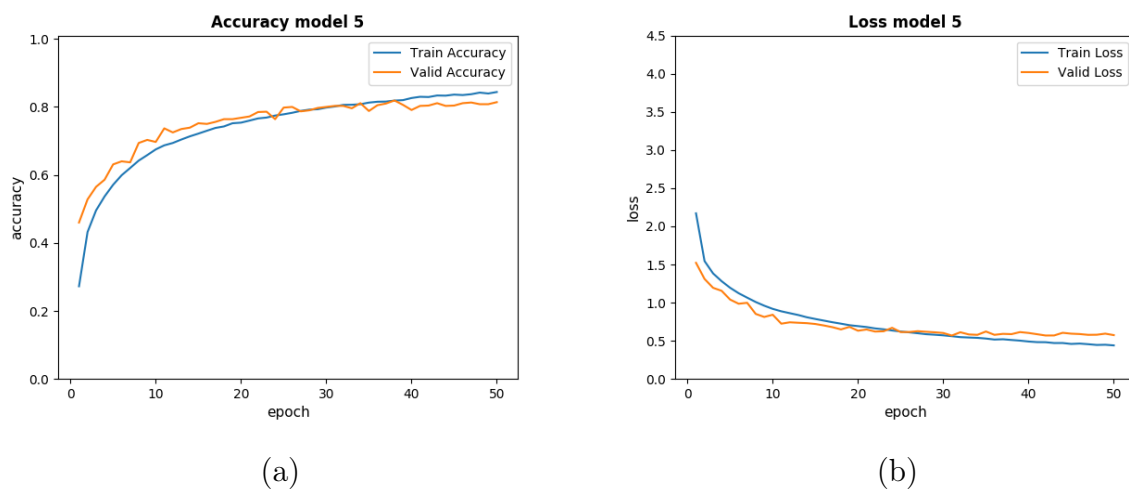 Accuracy model 5
1.0
0.8
0.6
0.4
0.2
0.0
accuracy
Train Accuracy
Valid Accuracy
0 10 20 30 40 50
epoch
(a)
Loss model 5
4.5
4.0
3.5
3.0
2.5
2.0
1.5
1.0
0.5
0.0
loss
Train Loss
Valid Loss
0 10 20 30 40 50
epoch
(b)